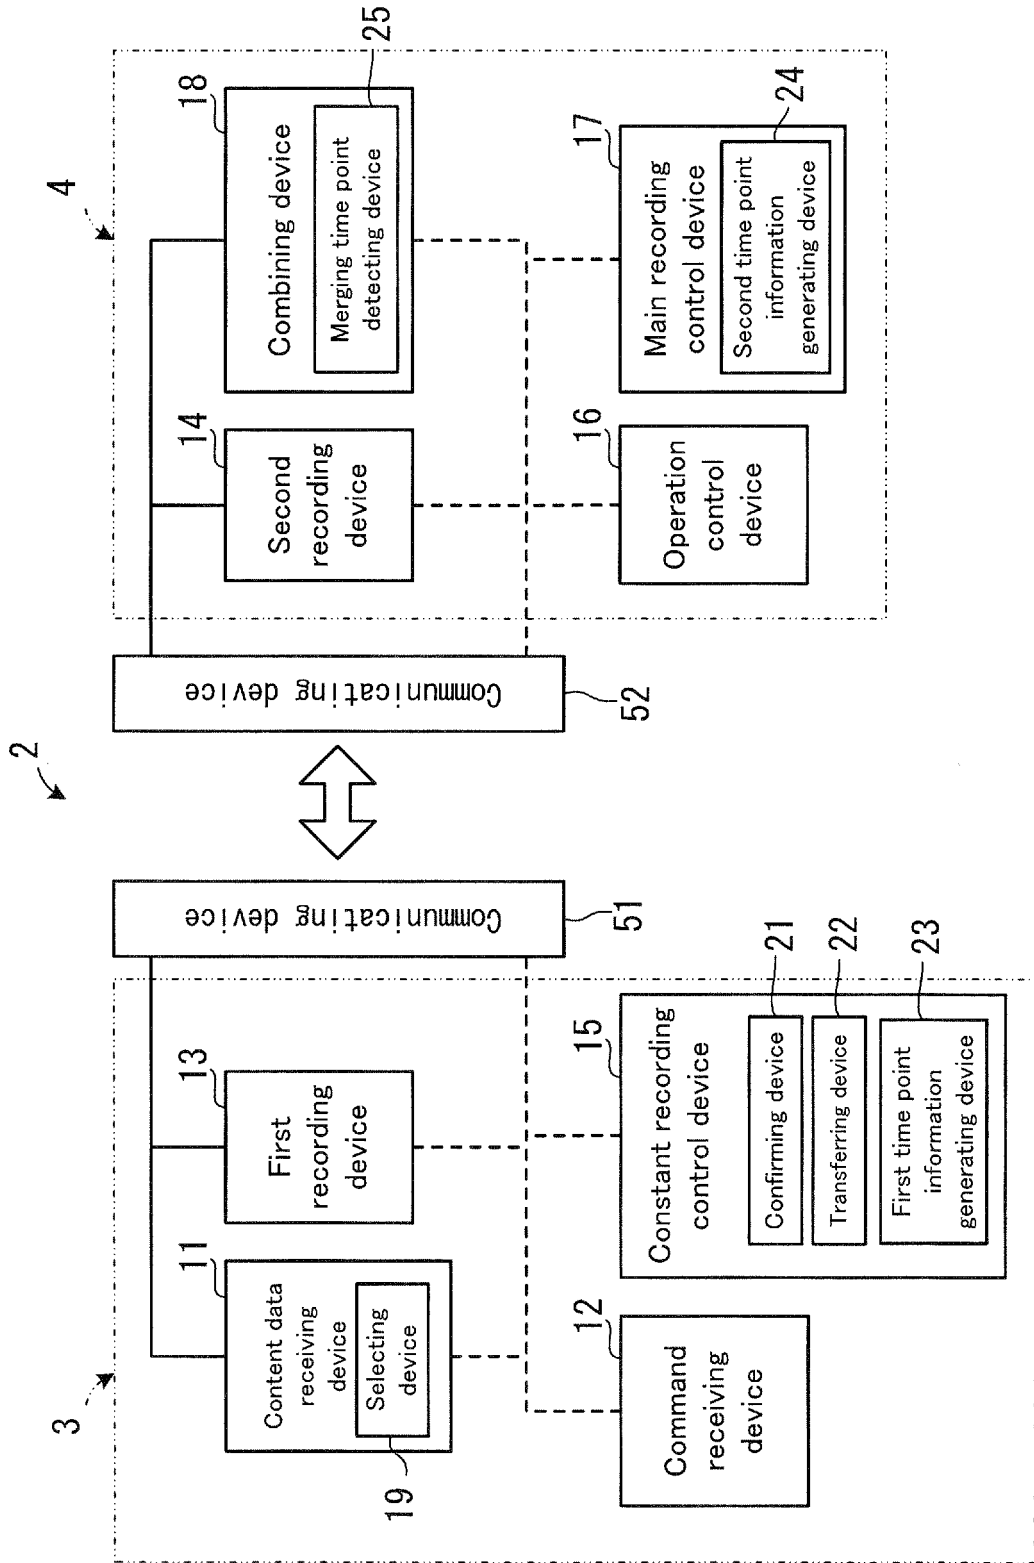 2
3
4
11
Content data
receiving
device
Selecting
device
19
13
First
recording
device
12
Command
receiving
device
15
Constant recording
control device
Confirming device
21
Transferring device
22
First time point
information
generating device
23
Communicating device
51
Communicating device
52
14
Second
recording
device
18
Combining device
Merging time point
detecting device
25
16
Operation
control
device
17
Main recording
control device
Second time point
information
generating device
24